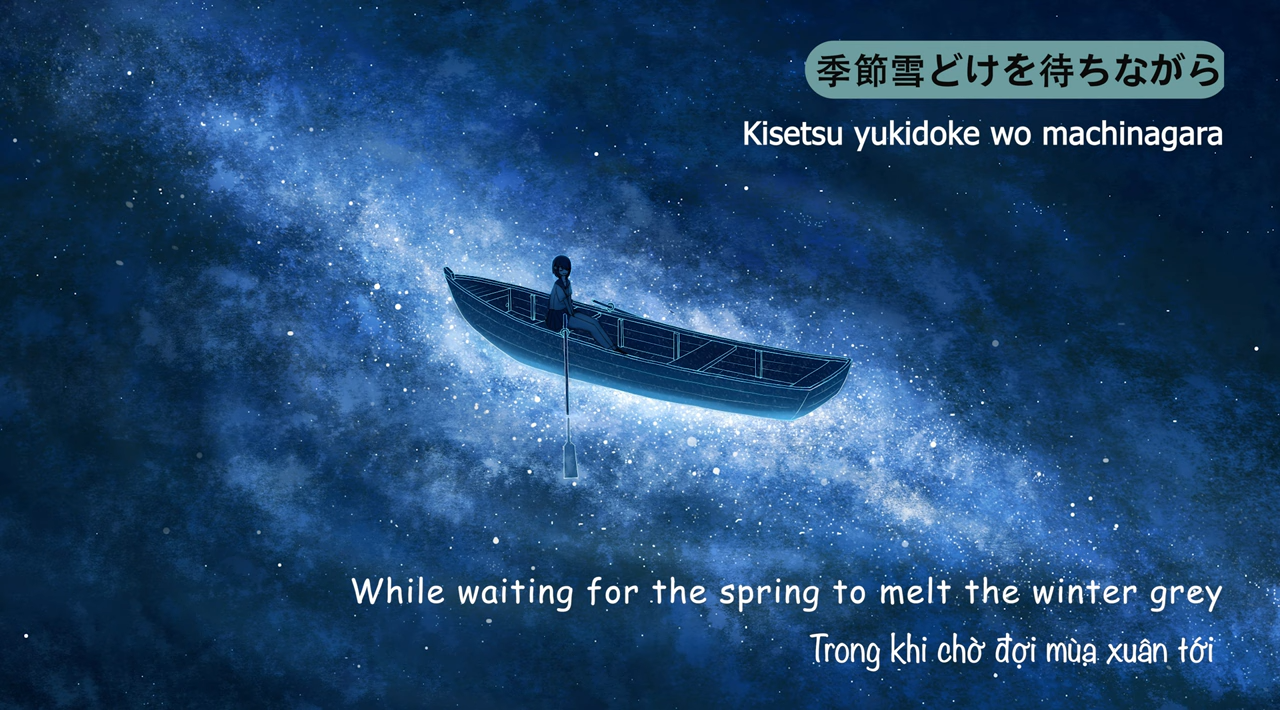 季節雪どけを待ちながら
Kisetsu yukidoke wo machinagara
While waiting for the spring to melt the winter grey
Trong khi chờ đợi mùa xuân tới